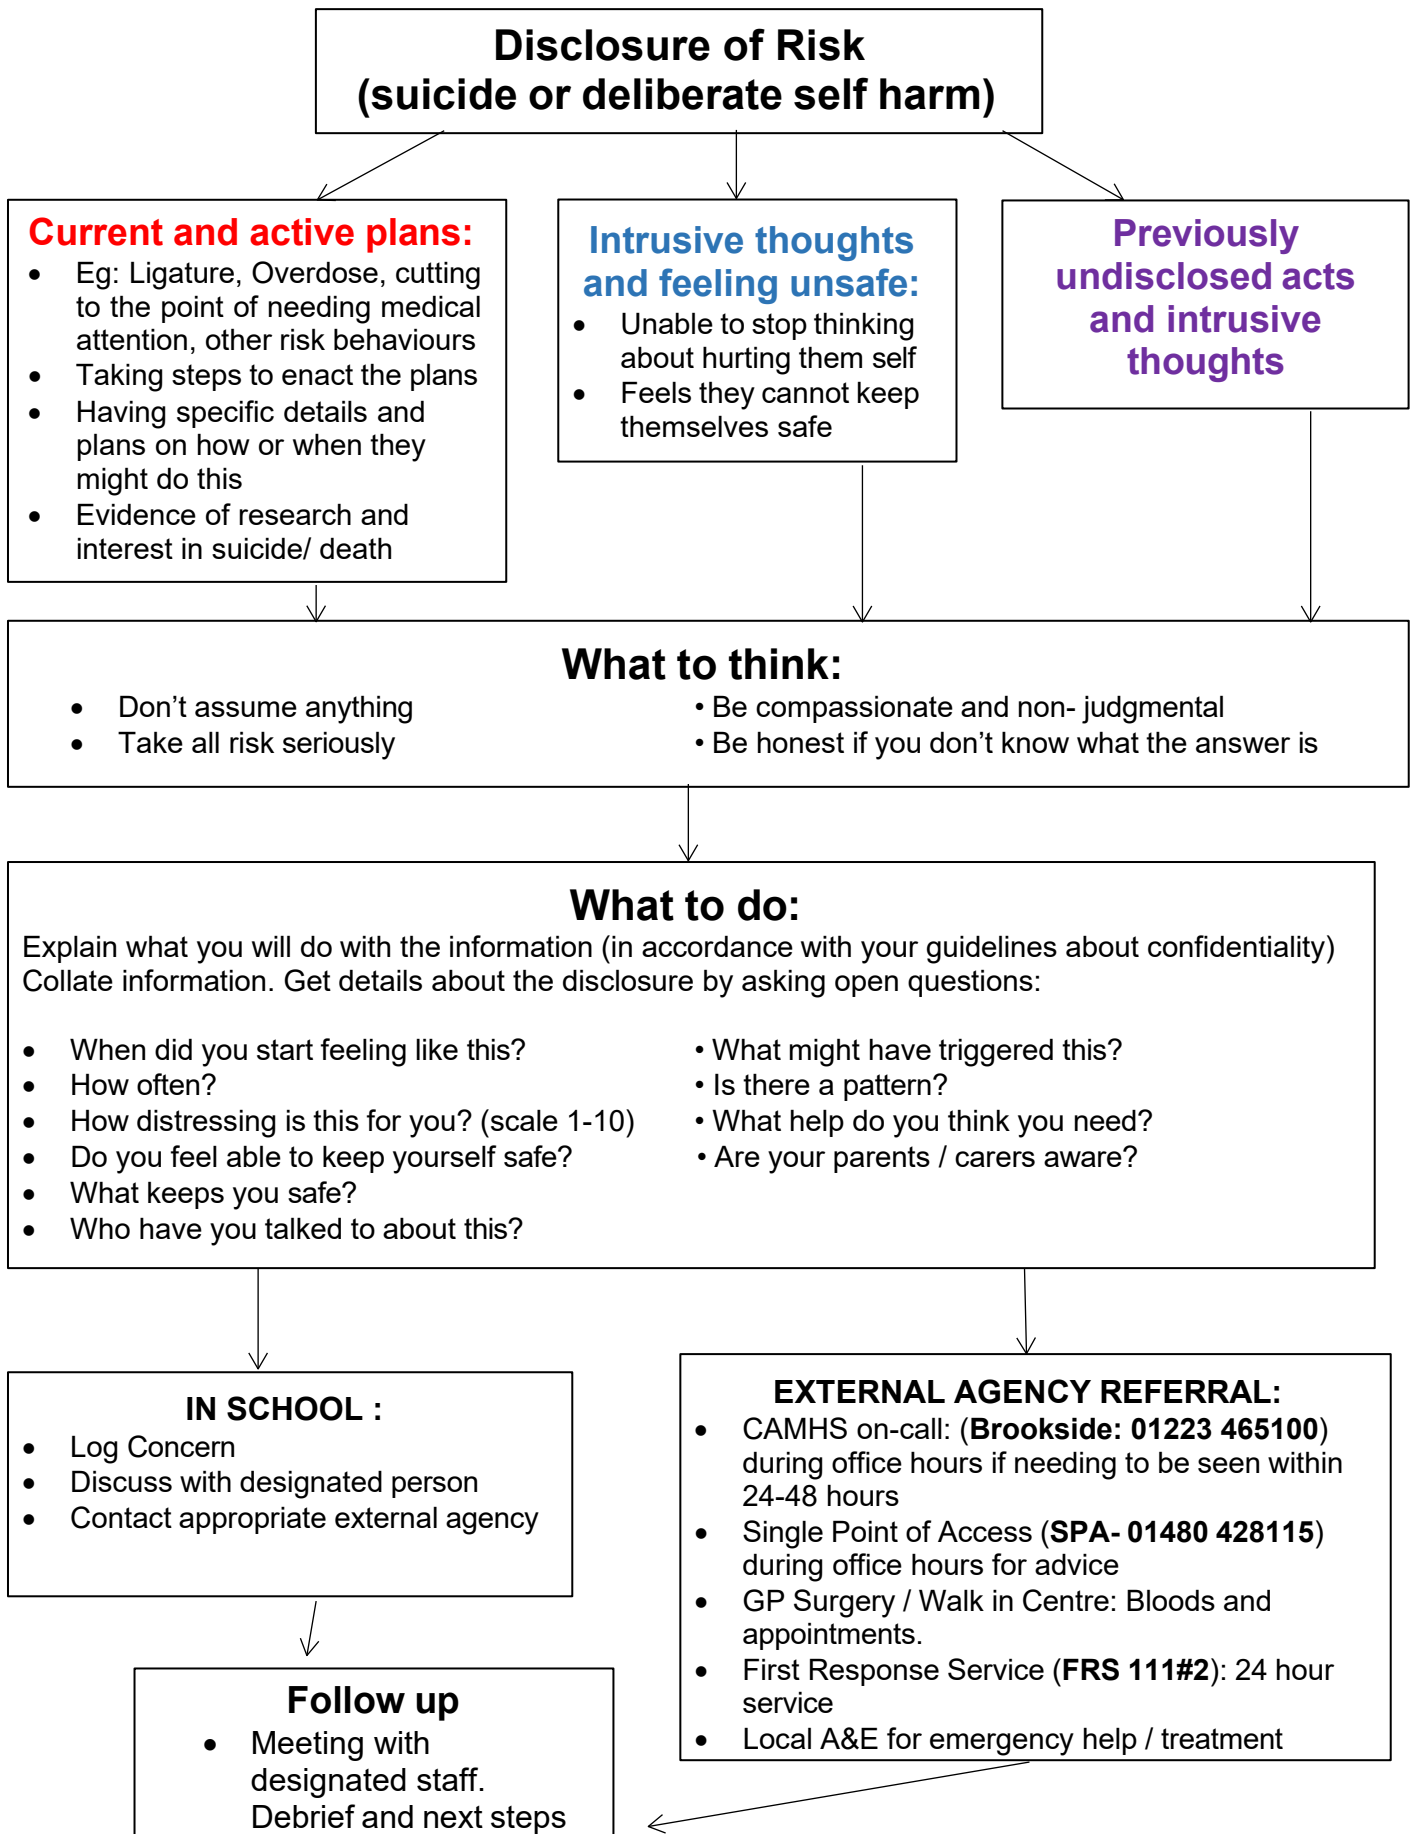 Disclosure of Risk
(suicide or deliberate self harm)
Current and active plans:
• Eg: Ligature, Overdose, cutting
to the point of needing medical
attention, other risk behaviours
• Taking steps to enact the plans
• Having specific details and
plans on how or when they
might do this
• Evidence of research and
interest in suicide/ death
Intrusive thoughts
and feeling unsafe:
• Unable to stop thinking
about hurting them self
• Feels they cannot keep
themselves safe
Previously
undisclosed acts
and intrusive
thoughts
What to think:
• Don’t assume anything
• Take all risk seriously
• Be compassionate and non- judgmental
• Be honest if you don’t know what the answer is
What to do:
Explain what you will do with the information (in accordance with your guidelines about confidentiality)
Collate information. Get details about the disclosure by asking open questions:
• When did you start feeling like this?
• How often?
• How distressing is this for you? (scale 1-10)
• Do you feel able to keep yourself safe?
• What keeps you safe?
• Who have you talked to about this?
• What might have triggered this?
• Is there a pattern?
• What help do you think you need?
• Are your parents / carers aware?
IN SCHOOL :
• Log Concern
• Discuss with designated person
• Contact appropriate external agency
EXTERNAL AGENCY REFERRAL:
• CAMHS on-call: (Brookside: 01223 465100)
during office hours if needing to be seen within
24-48 hours
• Single Point of Access (SPA- 01480 428115)
during office hours for advice
• GP Surgery / Walk in Centre: Bloods and
appointments.
• First Response Service (FRS 111#2): 24 hour
service
• Local A&E for emergency help / treatment
Follow up
• Meeting with
designated staff.
Debrief and next steps